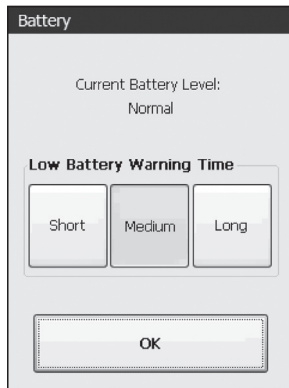 Battery
Current Battery Level:
Normal
Low Battery Warning Time
Short Medium Long
OK